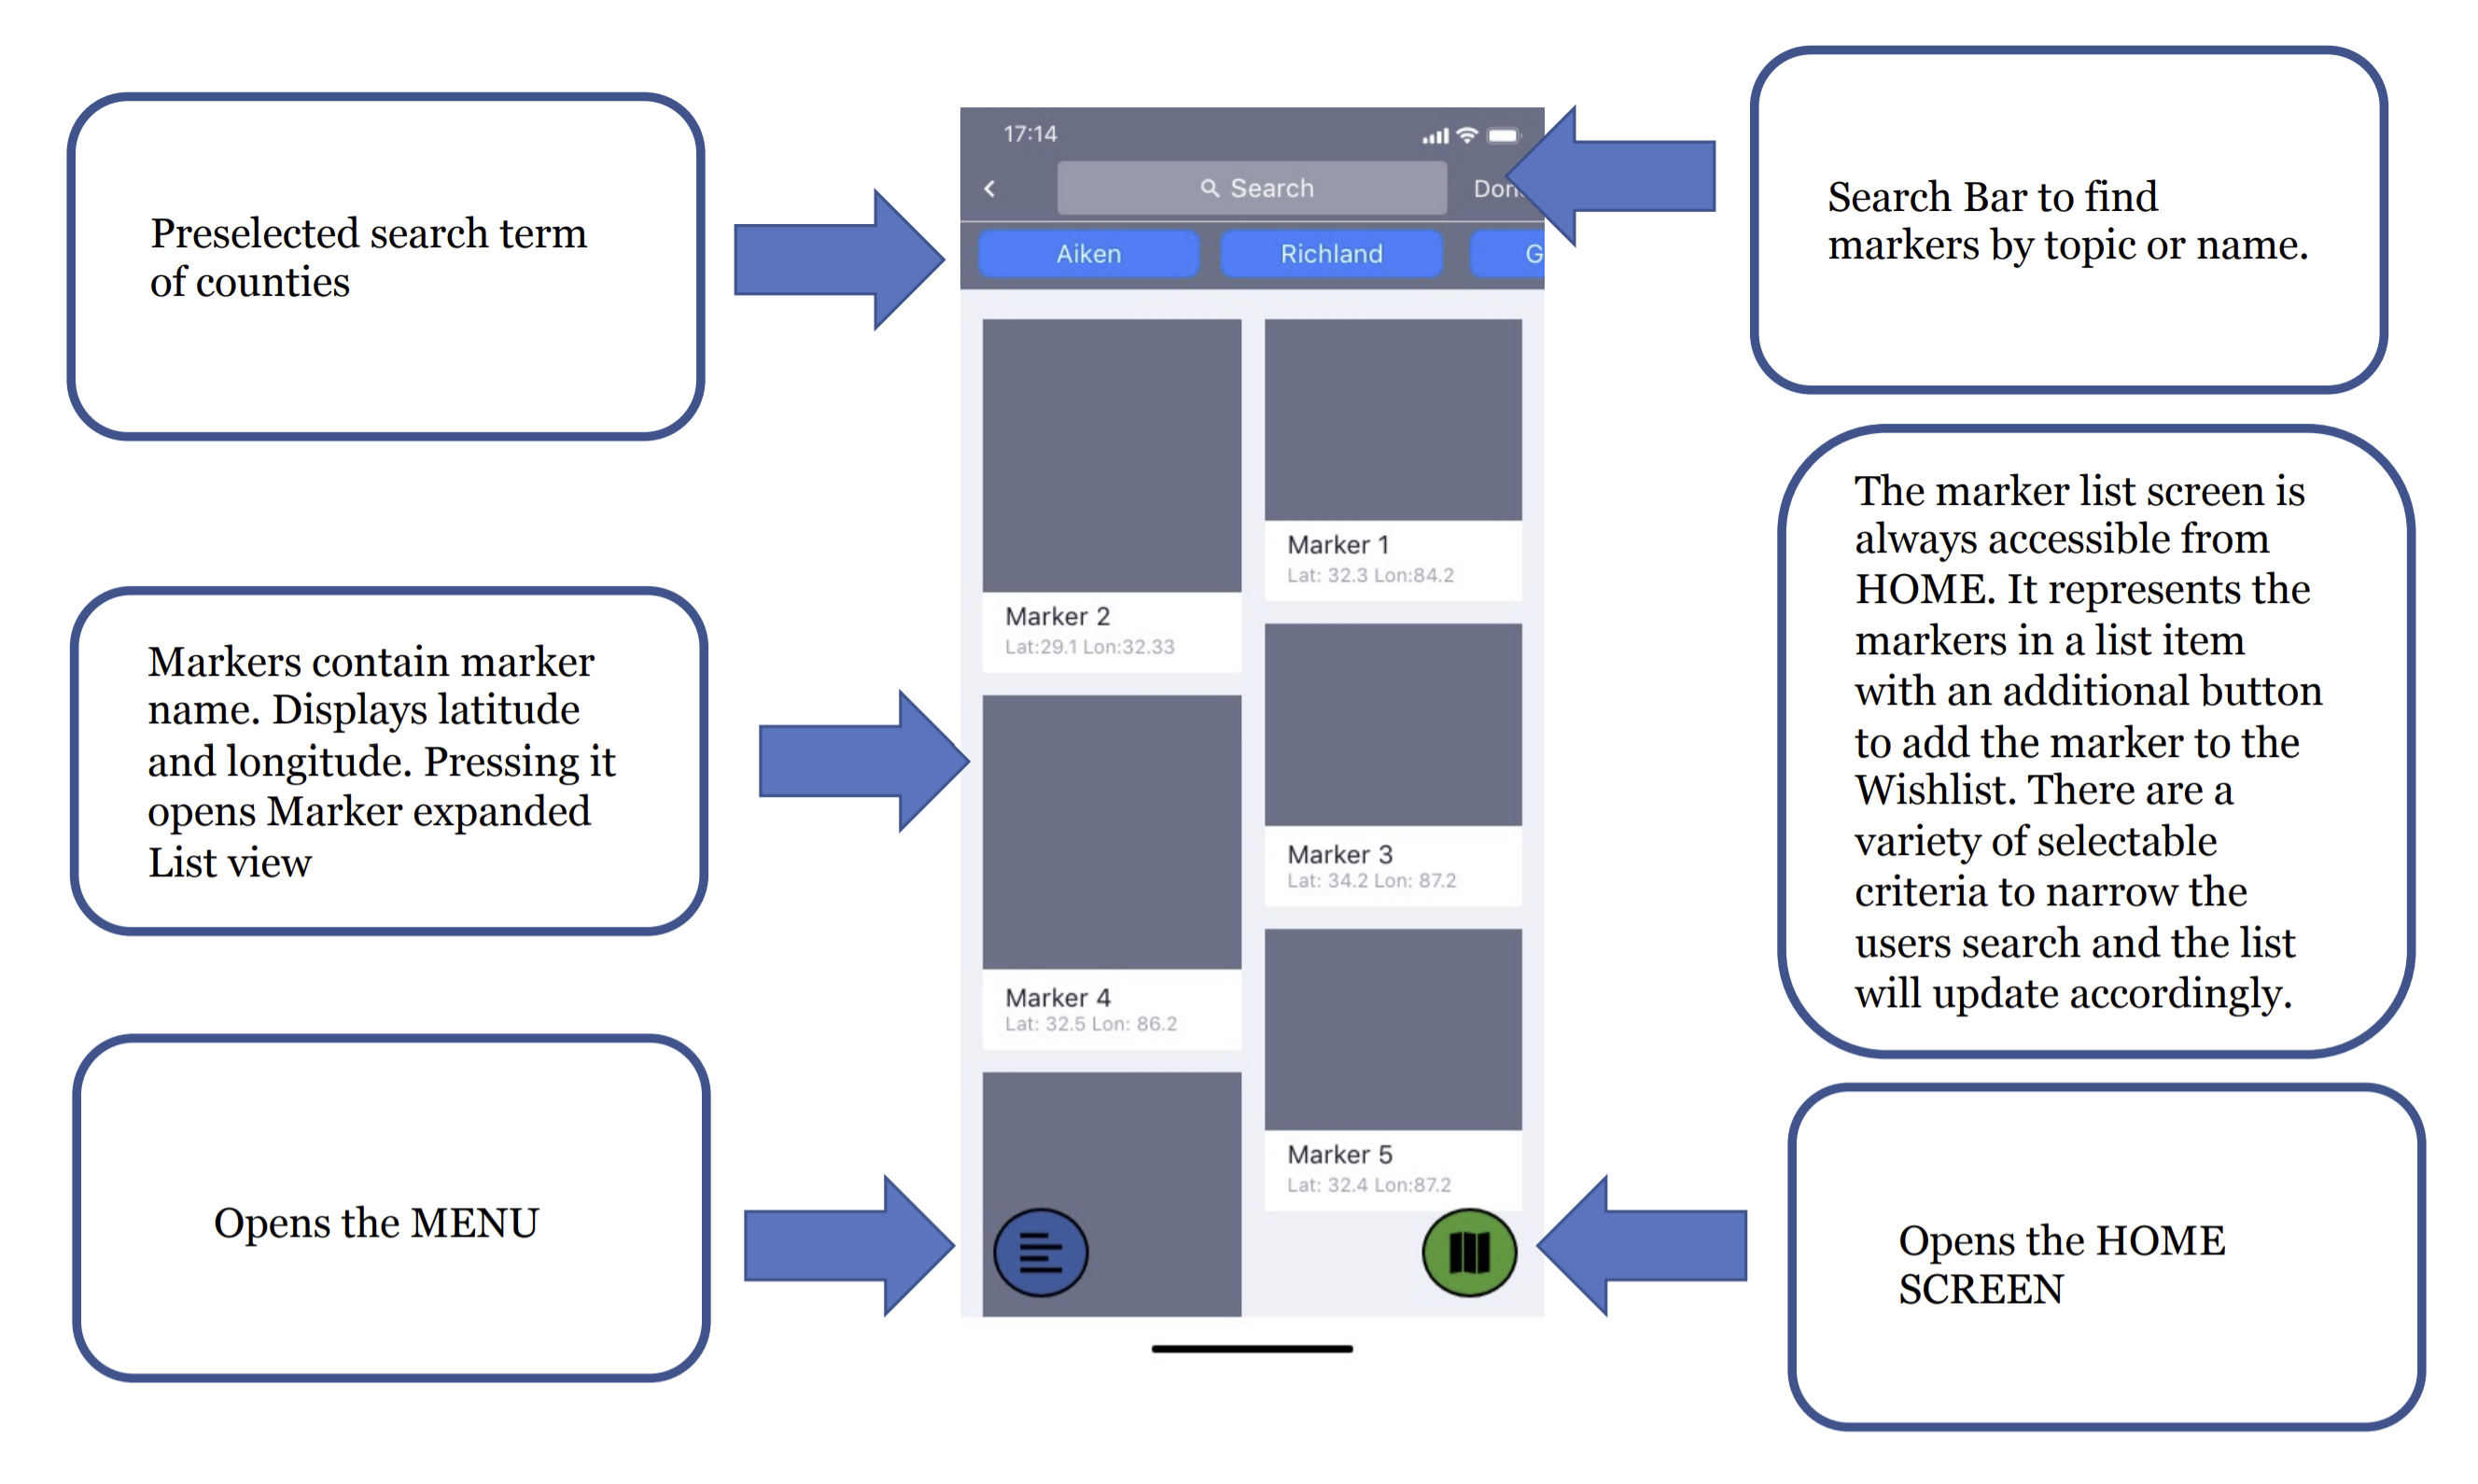 Preselected search term
of counties
Markers contain marker
name. Displays latitude
and longitude. Pressing it
opens Marker expanded
List view
Opens the MENU
17:14
Search
Aiken
Richland
G
Marker 2
Lat:29.1 Lon:32.33
Marker 4
Lat: 32.5 Lon: 86.2
Marker 1
Lat: 32.3 Lon:84.2
Marker 3
Lat: 34.2 Lon: 87.2
Marker 5
Lat: 32.4 Lon:87.2
Search Bar to find
markers by topic or name.
The marker list screen is
always accessible from
HOME. It represents the
markers in a list item
with an additional button
to add the marker to the
Wishlist. There are a
variety of selectable
criteria to narrow the
users search and the list
will update accordingly.
Opens the HOME
SCREEN